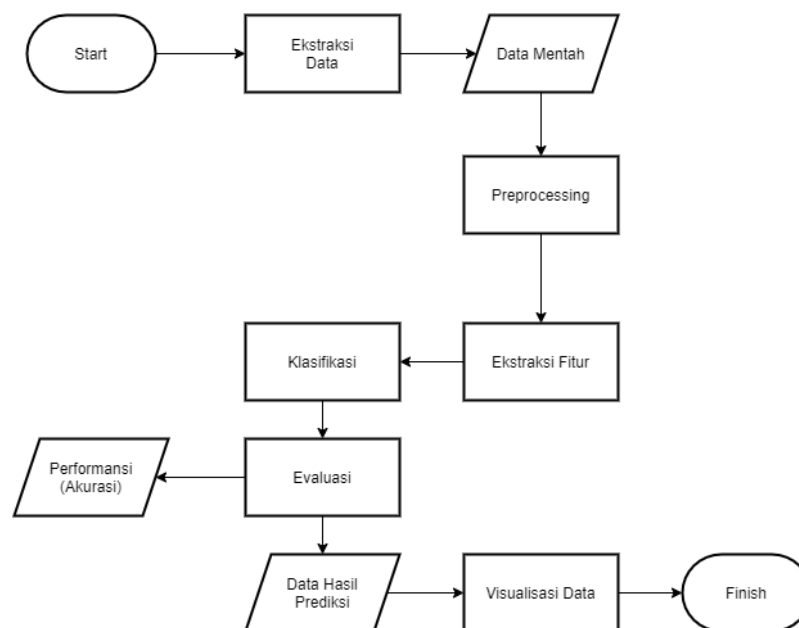 Start
Ekstraksi
Data
Data Mentah
Preprocessing
Ekstraksi Fitur
Klasifikasi
Evaluasi
Performansi
(Akurasi)
Data Hasil
Prediksi
Visualisasi Data
Finish